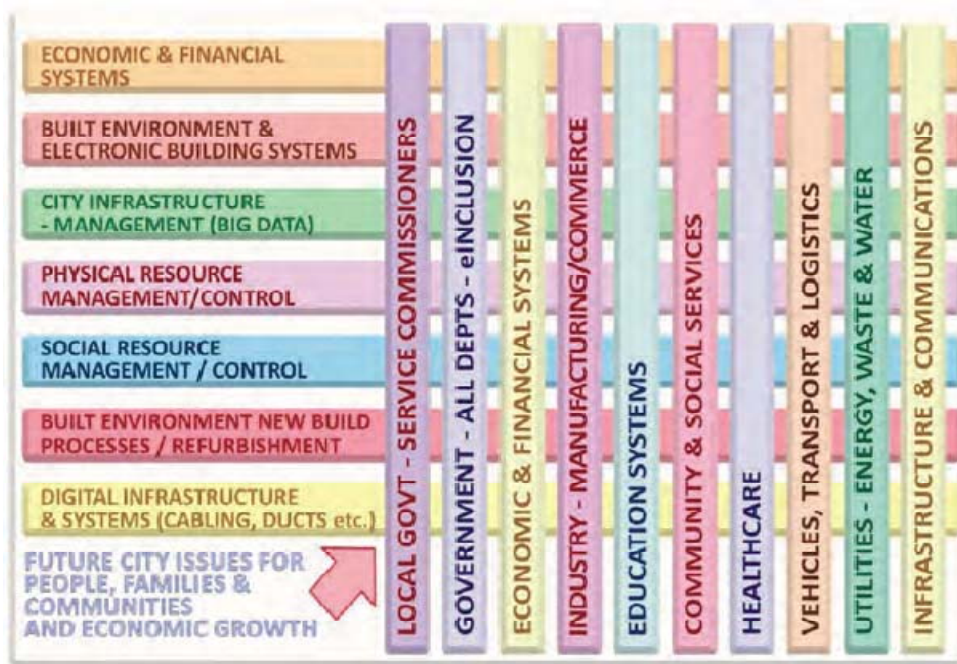 ECONOMIC & FINANCIAL
SYSTEMS
BUILT ENVIRONMENT &
ELECTRONIC BUILDING SYSTEMS
CITY INFRASTRUCTURE
- MANAGEMENT (BIG DATA)
PHYSICAL RESOURCE
MANAGEMENT/CONTROL
SOCIAL RESOURCE
MANAGEMENT / CONTROL
BUILT ENVIRONMENT NEW BUILD
PROCESSES / REFURBISHMENT
DIGITAL INFRASTRUCTURE
& SYSTEMS (CABLING, DUCTS etc.)
FUTURE CITY ISSUES FOR
PEOPLE, FAMILIES &
COMMUNITIES
AND ECONOMIC GROWTH
LOCAL GOVT - SERVICE COMMISSIONERS
GOVERNMENT - ALL DEPTS - eINCLUSION
ECONOMIC & FINANCIAL SYSTEMS
INDUSTRY - MANUFACTURING/COMMERCE
EDUCATION SYSTEMS
COMMUNITY & SOCIAL SERVICES
HEALTHCARE
VEHICLES, TRANSPORT & LOGISTICS
UTILITIES - ENERGY, WASTE & WATER
INFRASTRUCTURE & COMMUNICATIONS